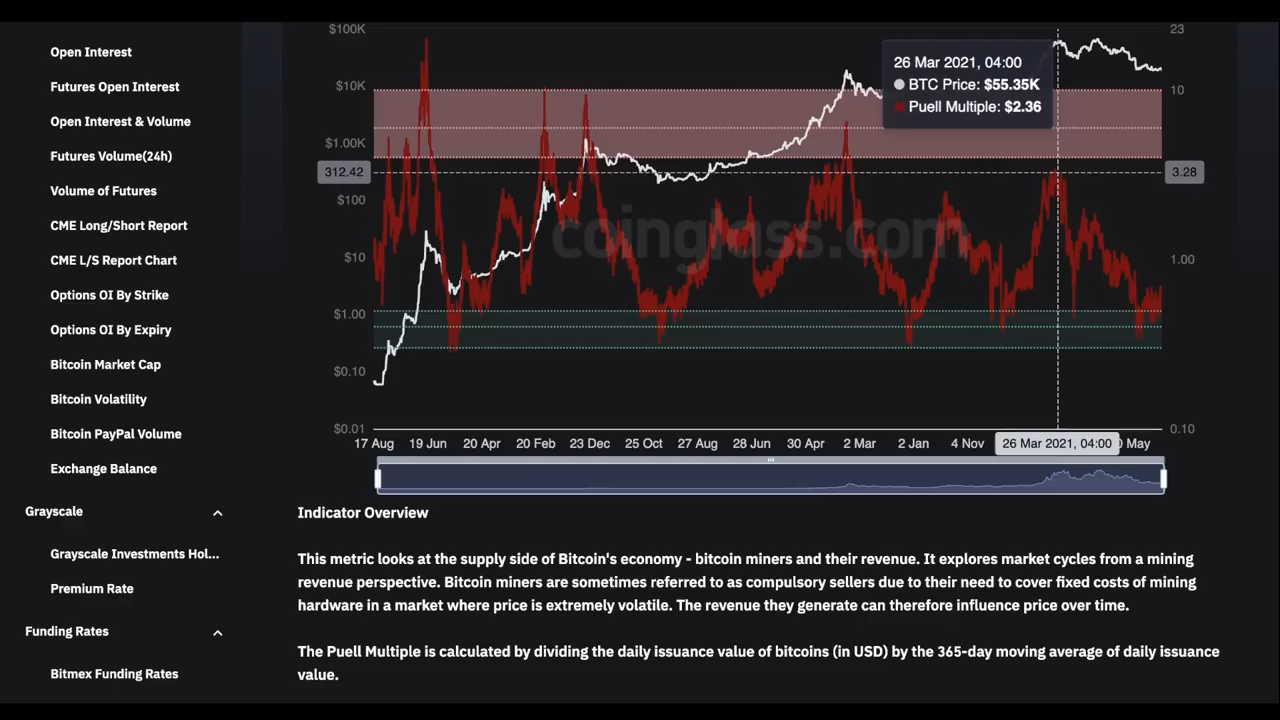 Open Interest
Futures Open Interest
Open Interest & Volume
Futures Volume(24h)
Volume of Futures
CME Long/Short Report
CME L/S Report Chart
Options OI By Strike
Options OI By Expiry
Bitcoin Market Cap
Bitcoin Volatility
Bitcoin PayPal Volume
Exchange Balance
Grayscale
Grayscale Investments Hol...
Premium Rate
Funding Rates
Bitmex Funding Rates
$100K
$10K
$1.00K
312.42
$100
$10
$1.00
$0.10
$0.01
23
10
3.28
1.00
0.10
26 Mar 2021, 04:00
BTC Price: $55.35K
Puell Multiple: $2.36
coinglass.com
17 Aug 19 Jun 20 Apr 20 Feb 23 Dec 25 Oct 27 Aug 28 Jun 30 Apr 2 Mar 2 Jan 4 Nov 26 Mar 2021, 04:00 0 May
Indicator Overview
This metric looks at the supply side of Bitcoin's economy - bitcoin miners and their revenue. It explores market cycles from a mining
revenue perspective. Bitcoin miners are sometimes referred to as compulsory sellers due to their need to cover fixed costs of mining
hardware in a market where price is extremely volatile. The revenue they generate can therefore influence price over time.
The Puell Multiple is calculated by dividing the daily issuance value of bitcoins (in USD) by the 365-day moving average of daily issuance
value.